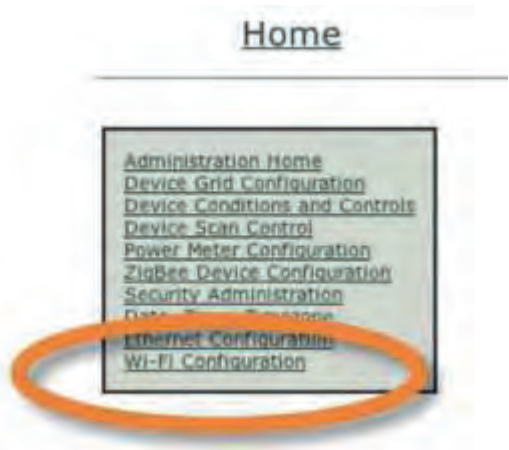 Home
Administration Home
Device Grid Configuration
Device Conditions and Controls
Device Scan Control
Power Meter Configuration
ZigBee Device Configuration
Security Administration
Ethernet Configuration
Wi-Fi Configuration